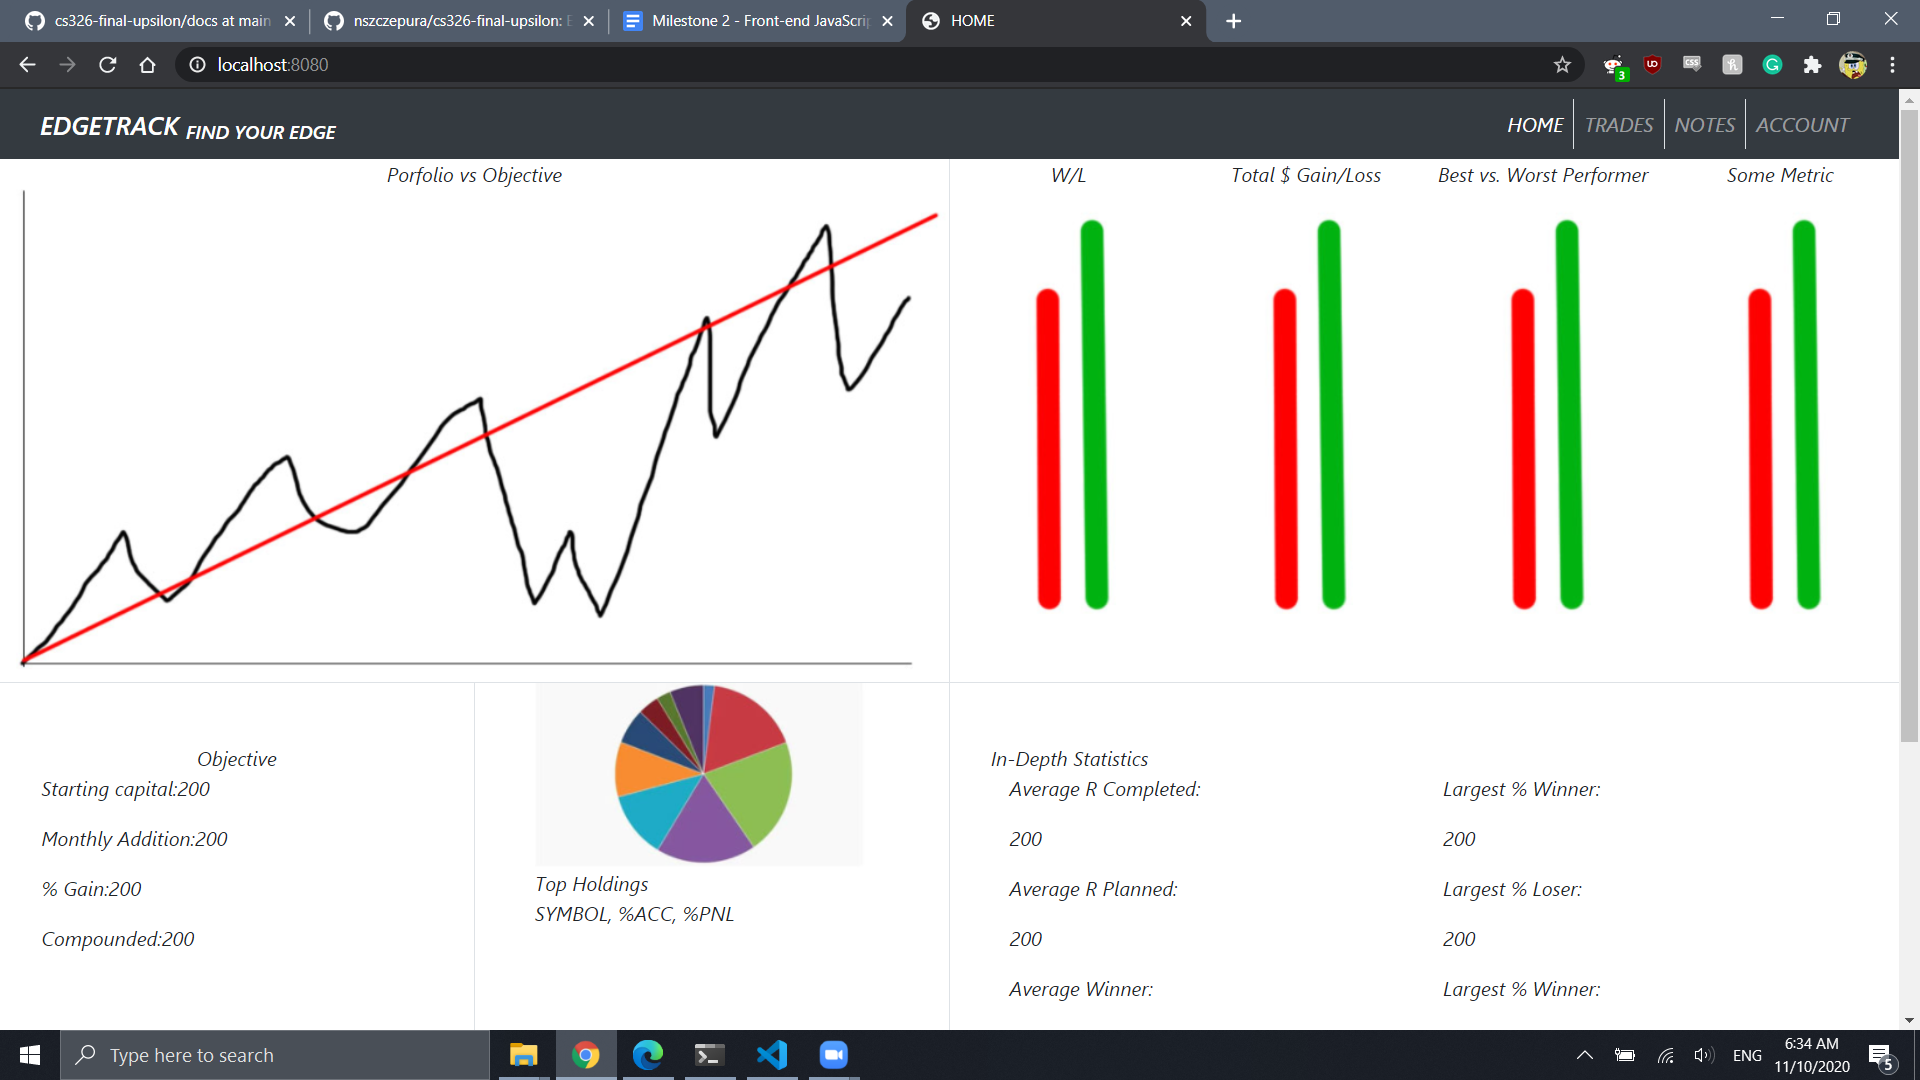 cs326-final-upsilon/docs at main
nszczepura/cs326-final-upsilon: E
Milestone 2 - Front-end JavaScrip
HOME
localhost:8080
3
UD
CSS
EDGETRACK FIND YOUR EDGE
HOME
TRADES
NOTES
ACCOUNT
Porfolio vs Objective
W/L
Total $ Gain/Loss
Best vs. Worst Performer
Some Metric
Objective
Starting capital:200
Monthly Addition:200
% Gain:200
Compounded:200
Top Holdings
SYMBOL, %ACC, %PNL
In-Depth Statistics
Average R Completed:
200
Average R Planned:
200
Average Winner:
Largest % Winner:
200
Largest % Loser:
200
Largest % Winner:
Type here to search
ENG
6:34 AM
11/10/2020
5